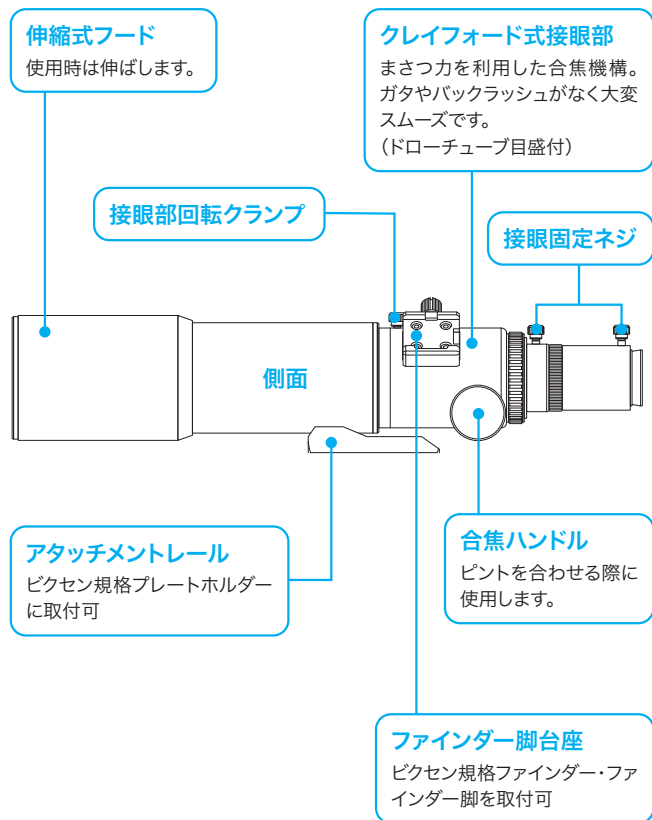 伸縮式フード
使用時は伸ばします。
クレイフォード式接眼部
まさつ力を利用した合焦機構。
ガタやバックラッシュがなく大変
スムーズです。
（ドローチューブ目盛付）
接眼部回転クランプ
接眼固定ネジ
側面
アタッチメントレール
ビクセン規格プレートホルダー
に取付可
合焦ハンドル
ピントを合わせる際に
使用します。
ファインダー脚台座
ビクセン規格ファインダー・ファ
インダー脚を取付可